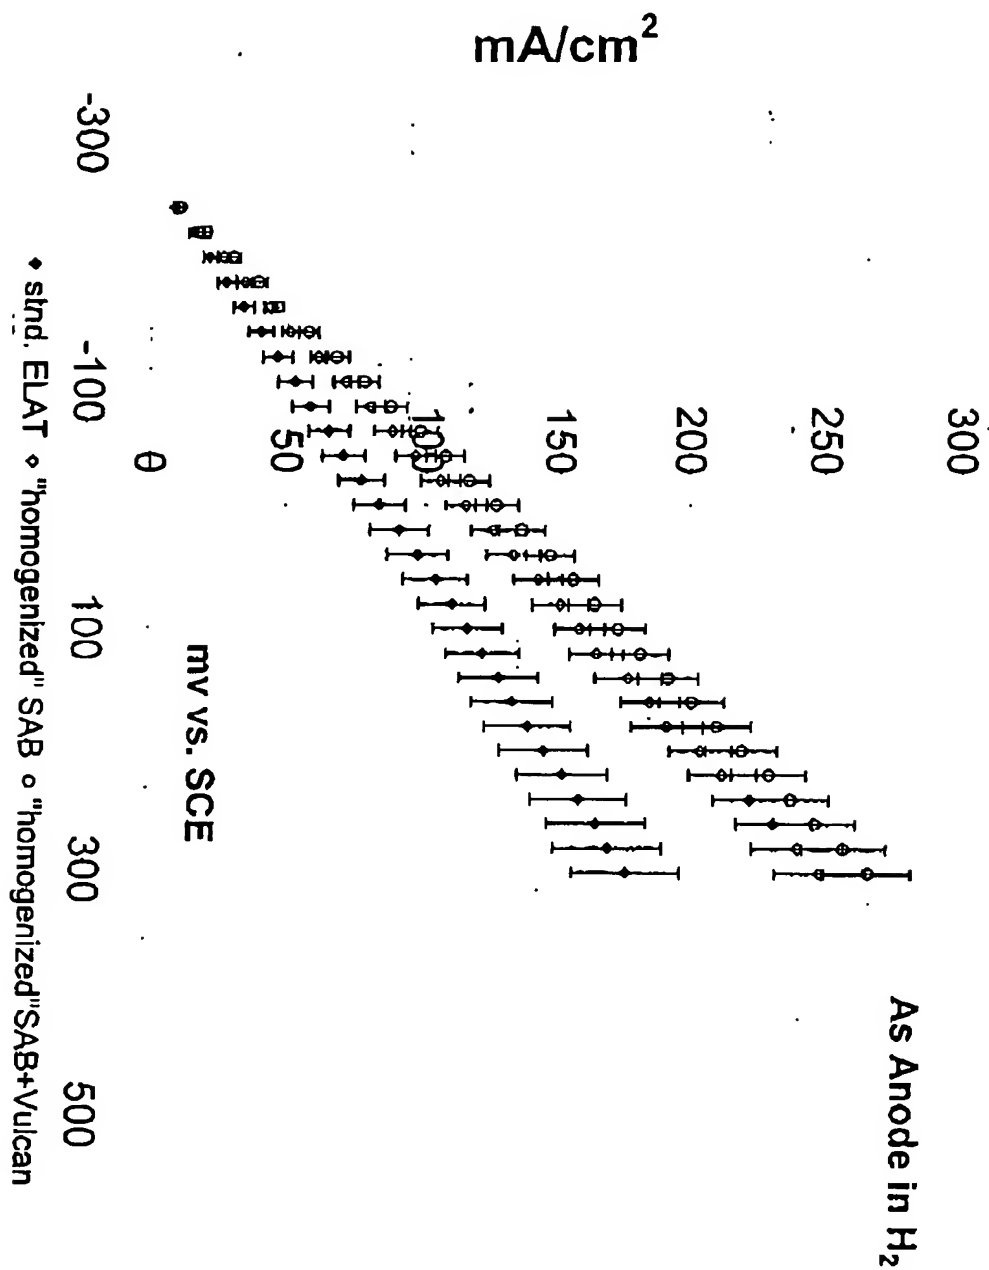 As Anode in H₂
mA/cm²
300
250
200
150
100
50
0
-300
-100
100
300
500
mv vs. SCE
stnd. ELAT
"homogenized" SAB
"homogenized"SAB+Vulcan